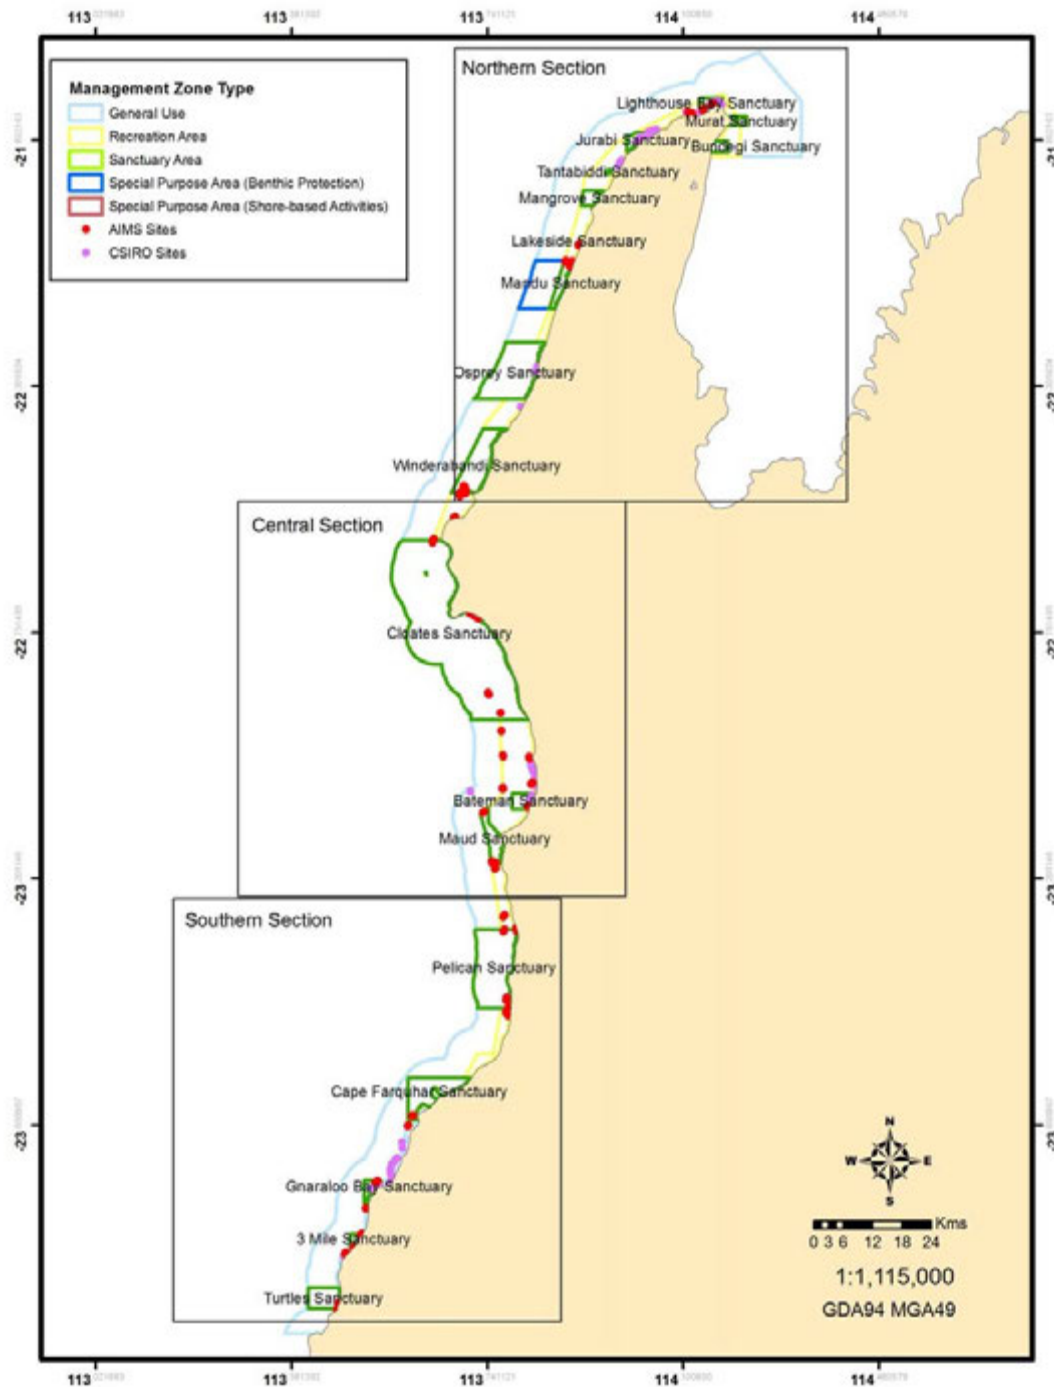 113 113 113 114 114
Management Zone Type
General Use
Recreation Area
Sanctuary Area
Special Purpose Area (Benthic Protection)
Special Purpose Area (Shore-based Activities)
AIMS Sites
CSIRO Sites
Northern Section
Lighthouse Bay Sanctuary
Murat Sanctuary
Jurabi Sanctuary
Bundegi Sanctuary
Tantabiddi Sanctuary
Mangrove Sanctuary
Lakeside Sanctuary
Mandu Sanctuary
Osprey Sanctuary
Winderabandi Sanctuary
Central Section
Cloates Sanctuary
Bateman Sanctuary
Maud Sanctuary
Southern Section
Pelican Sanctuary
Cape Farquhar Sanctuary
Gnaraloo Bay Sanctuary
3 Mile Sanctuary
Turtles Sanctuary
-21 -21
-22 -22
-22 -22
-23 -23
-23 -23
N
W E
S
Kms
0 3 6 12 18 24
1:1,115,000
GDA94 MGA49
113 113 113 114 114